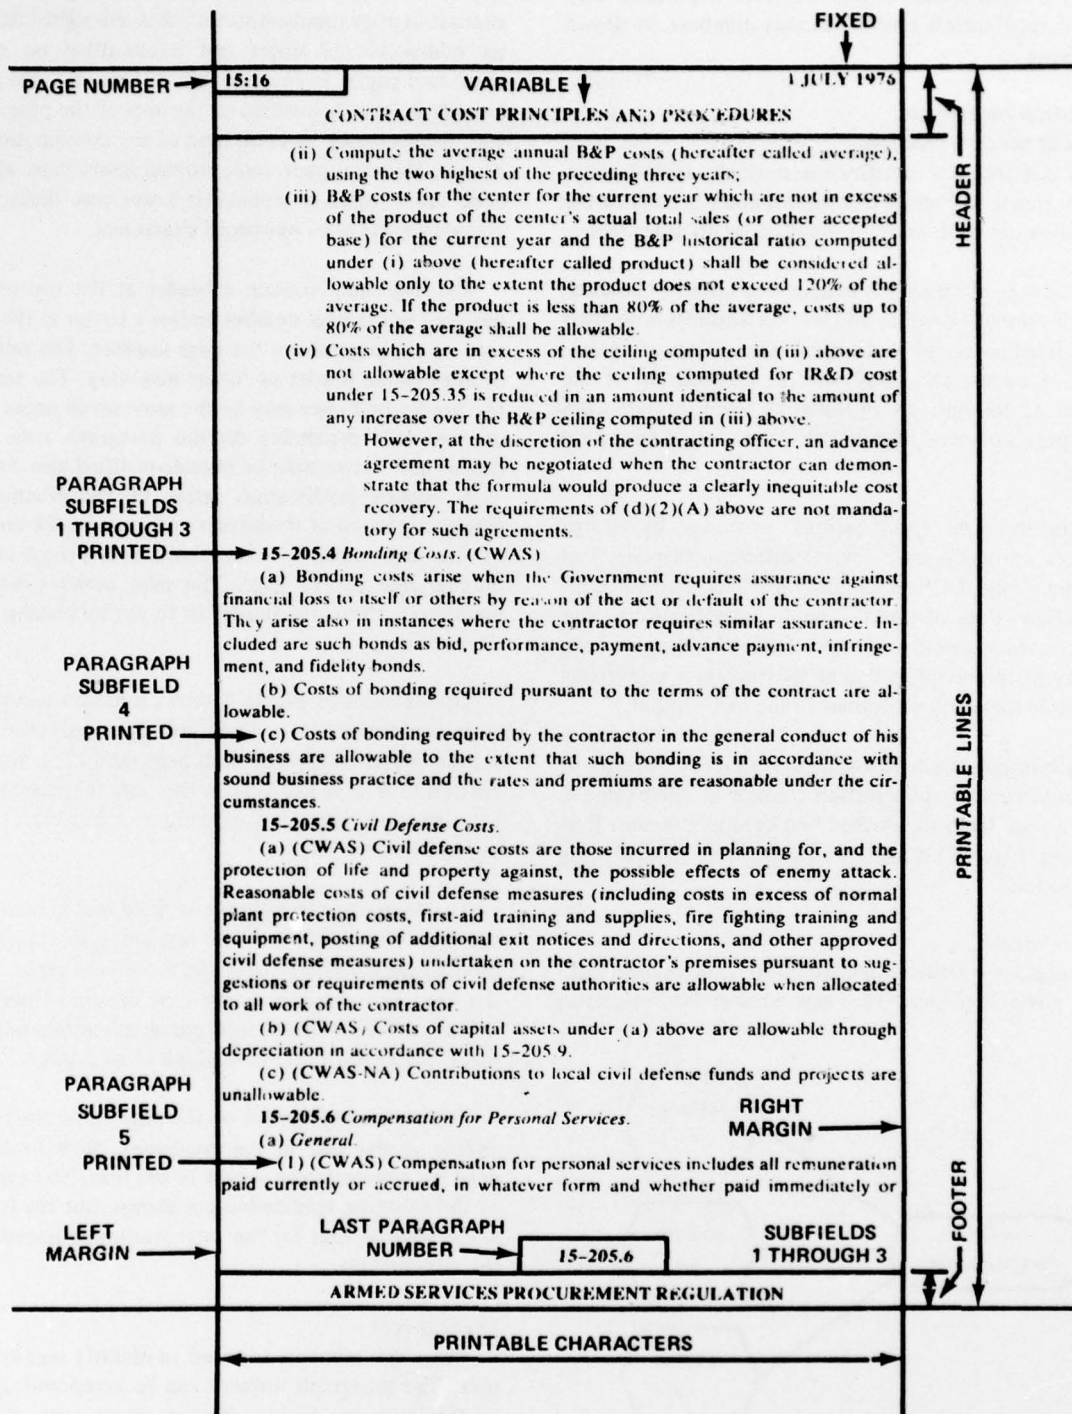 FIXED
PAGE NUMBER
15:16
VARIABLE
1 JULY 1976
CONTRACT COST PRINCIPLES AND PROCEDURES
HEADER
(ii) Compute the average annual B&P costs (hereafter called average),
using the two highest of the preceding three years;
(iii) B&P costs for the center for the current year which are not in excess
of the product of the center's actual total sales (or other accepted
base) for the current year and the B&P historical ratio computed
under (i) above (hereafter called product) shall be considered al-
lowable only to the extent the product does not exceed 120% of the
average. If the product is less than 80% of the average, costs up to
80% of the average shall be allowable.
(iv) Costs which are in excess of the ceiling computed in (iii) above are
not allowable except where the ceiling computed for IR&D cost
under 15-205.35 is reduced in an amount identical to the amount of
any increase over the B&P ceiling computed in (iii) above.
However, at the discretion of the contracting officer, an advance
agreement may be negotiated when the contractor can demon-
strate that the formula would produce a clearly inequitable cost
recovery. The requirements of (d)(2)(A) above are not manda-
tory for such agreements.
PARAGRAPH
SUBFIELDS
1 THROUGH 3
PRINTED
15-205.4 Bonding Costs. (CWAS)
(a) Bonding costs arise when the Government requires assurance against
financial loss to itself or others by reason of the act or default of the contractor.
They arise also in instances where the contractor requires similar assurance. In-
cluded are such bonds as bid, performance, payment, advance payment, infringe-
ment, and fidelity bonds.
(b) Costs of bonding required pursuant to the terms of the contract are al-
lowable.
PARAGRAPH
SUBFIELD
4
PRINTED
(c) Costs of bonding required by the contractor in the general conduct of his
business are allowable to the extent that such bonding is in accordance with
sound business practice and the rates and premiums are reasonable under the cir-
cumstances.
PRINTABLE LINES
15-205.5 Civil Defense Costs.
(a) (CWAS) Civil defense costs are those incurred in planning for, and the
protection of life and property against, the possible effects of enemy attack.
Reasonable costs of civil defense measures (including costs in excess of normal
plant protection costs, first-aid training and supplies, fire fighting training and
equipment, posting of additional exit notices and directions, and other approved
civil defense measures) undertaken on the contractor's premises pursuant to sug-
gestions or requirements of civil defense authorities are allowable when allocated
to all work of the contractor.
(b) (CWAS) Costs of capital assets under (a) above are allowable through
depreciation in accordance with 15-205.9.
(c) (CWAS-NA) Contributions to local civil defense funds and projects are
unallowable.
15-205.6 Compensation for Personal Services.
(a) General.
RIGHT
MARGIN
PARAGRAPH
SUBFIELD
5
PRINTED
(1) (CWAS) Compensation for personal services includes all remuneration
paid currently or accrued, in whatever form and whether paid immediately or
LEFT
MARGIN
LAST PARAGRAPH
NUMBER
15-205.6
SUBFIELDS
1 THROUGH 3
FOOTER
ARMED SERVICES PROCUREMENT REGULATION
PRINTABLE CHARACTERS